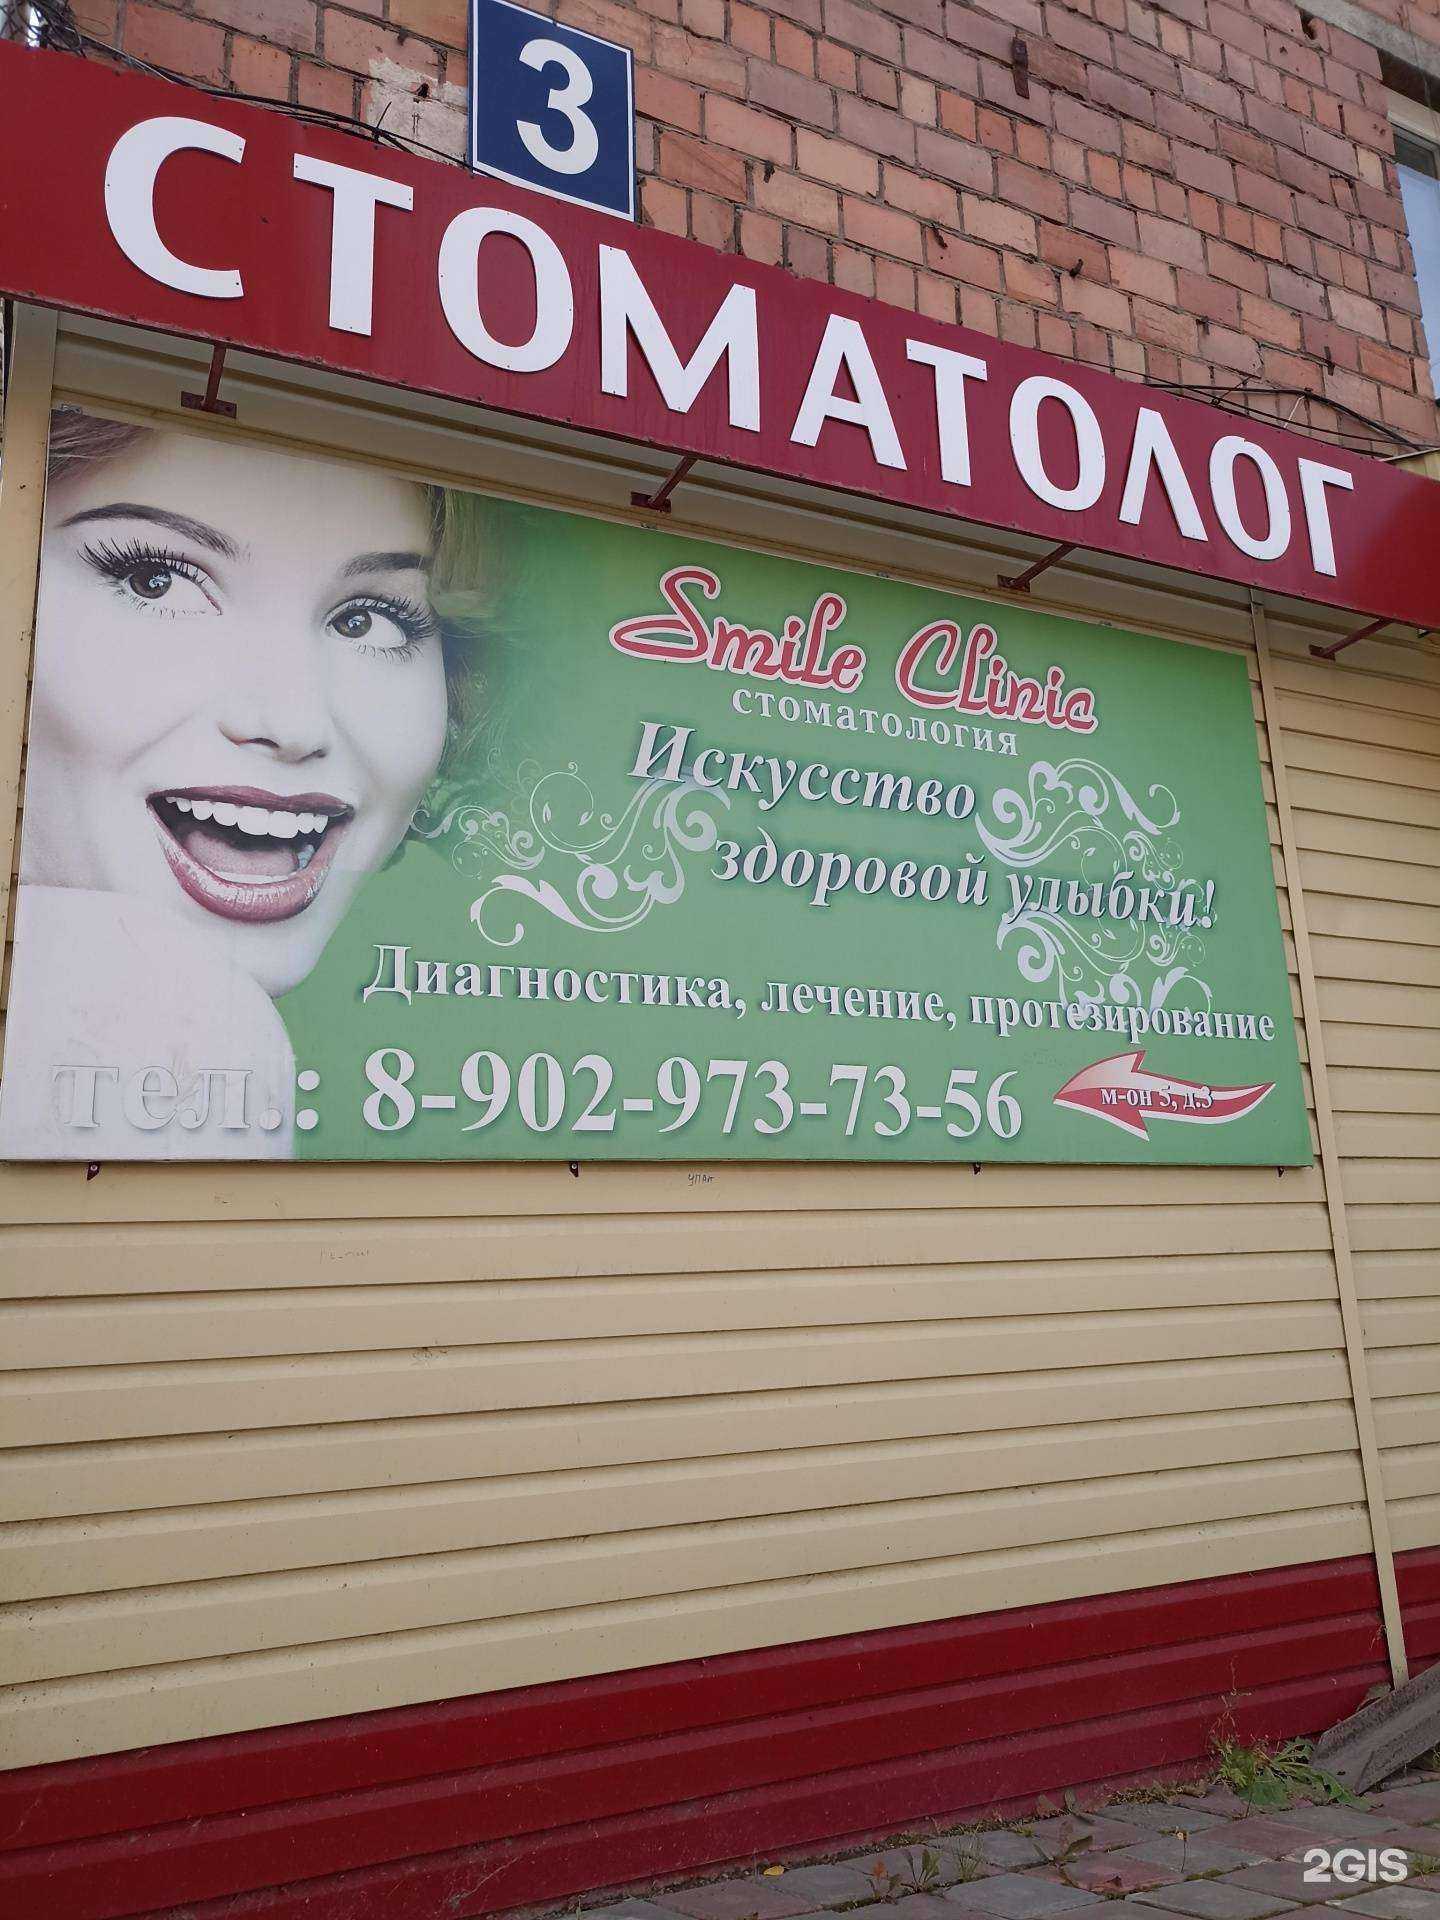 3
СТОМАТОЛОГ
Smile Clinic
стоматология
Искусство
здоровой улыбки!
Диагностика, лечение, протезирование
тел.: 8-902-973-73-56
м-он 5, д.3
2GIS